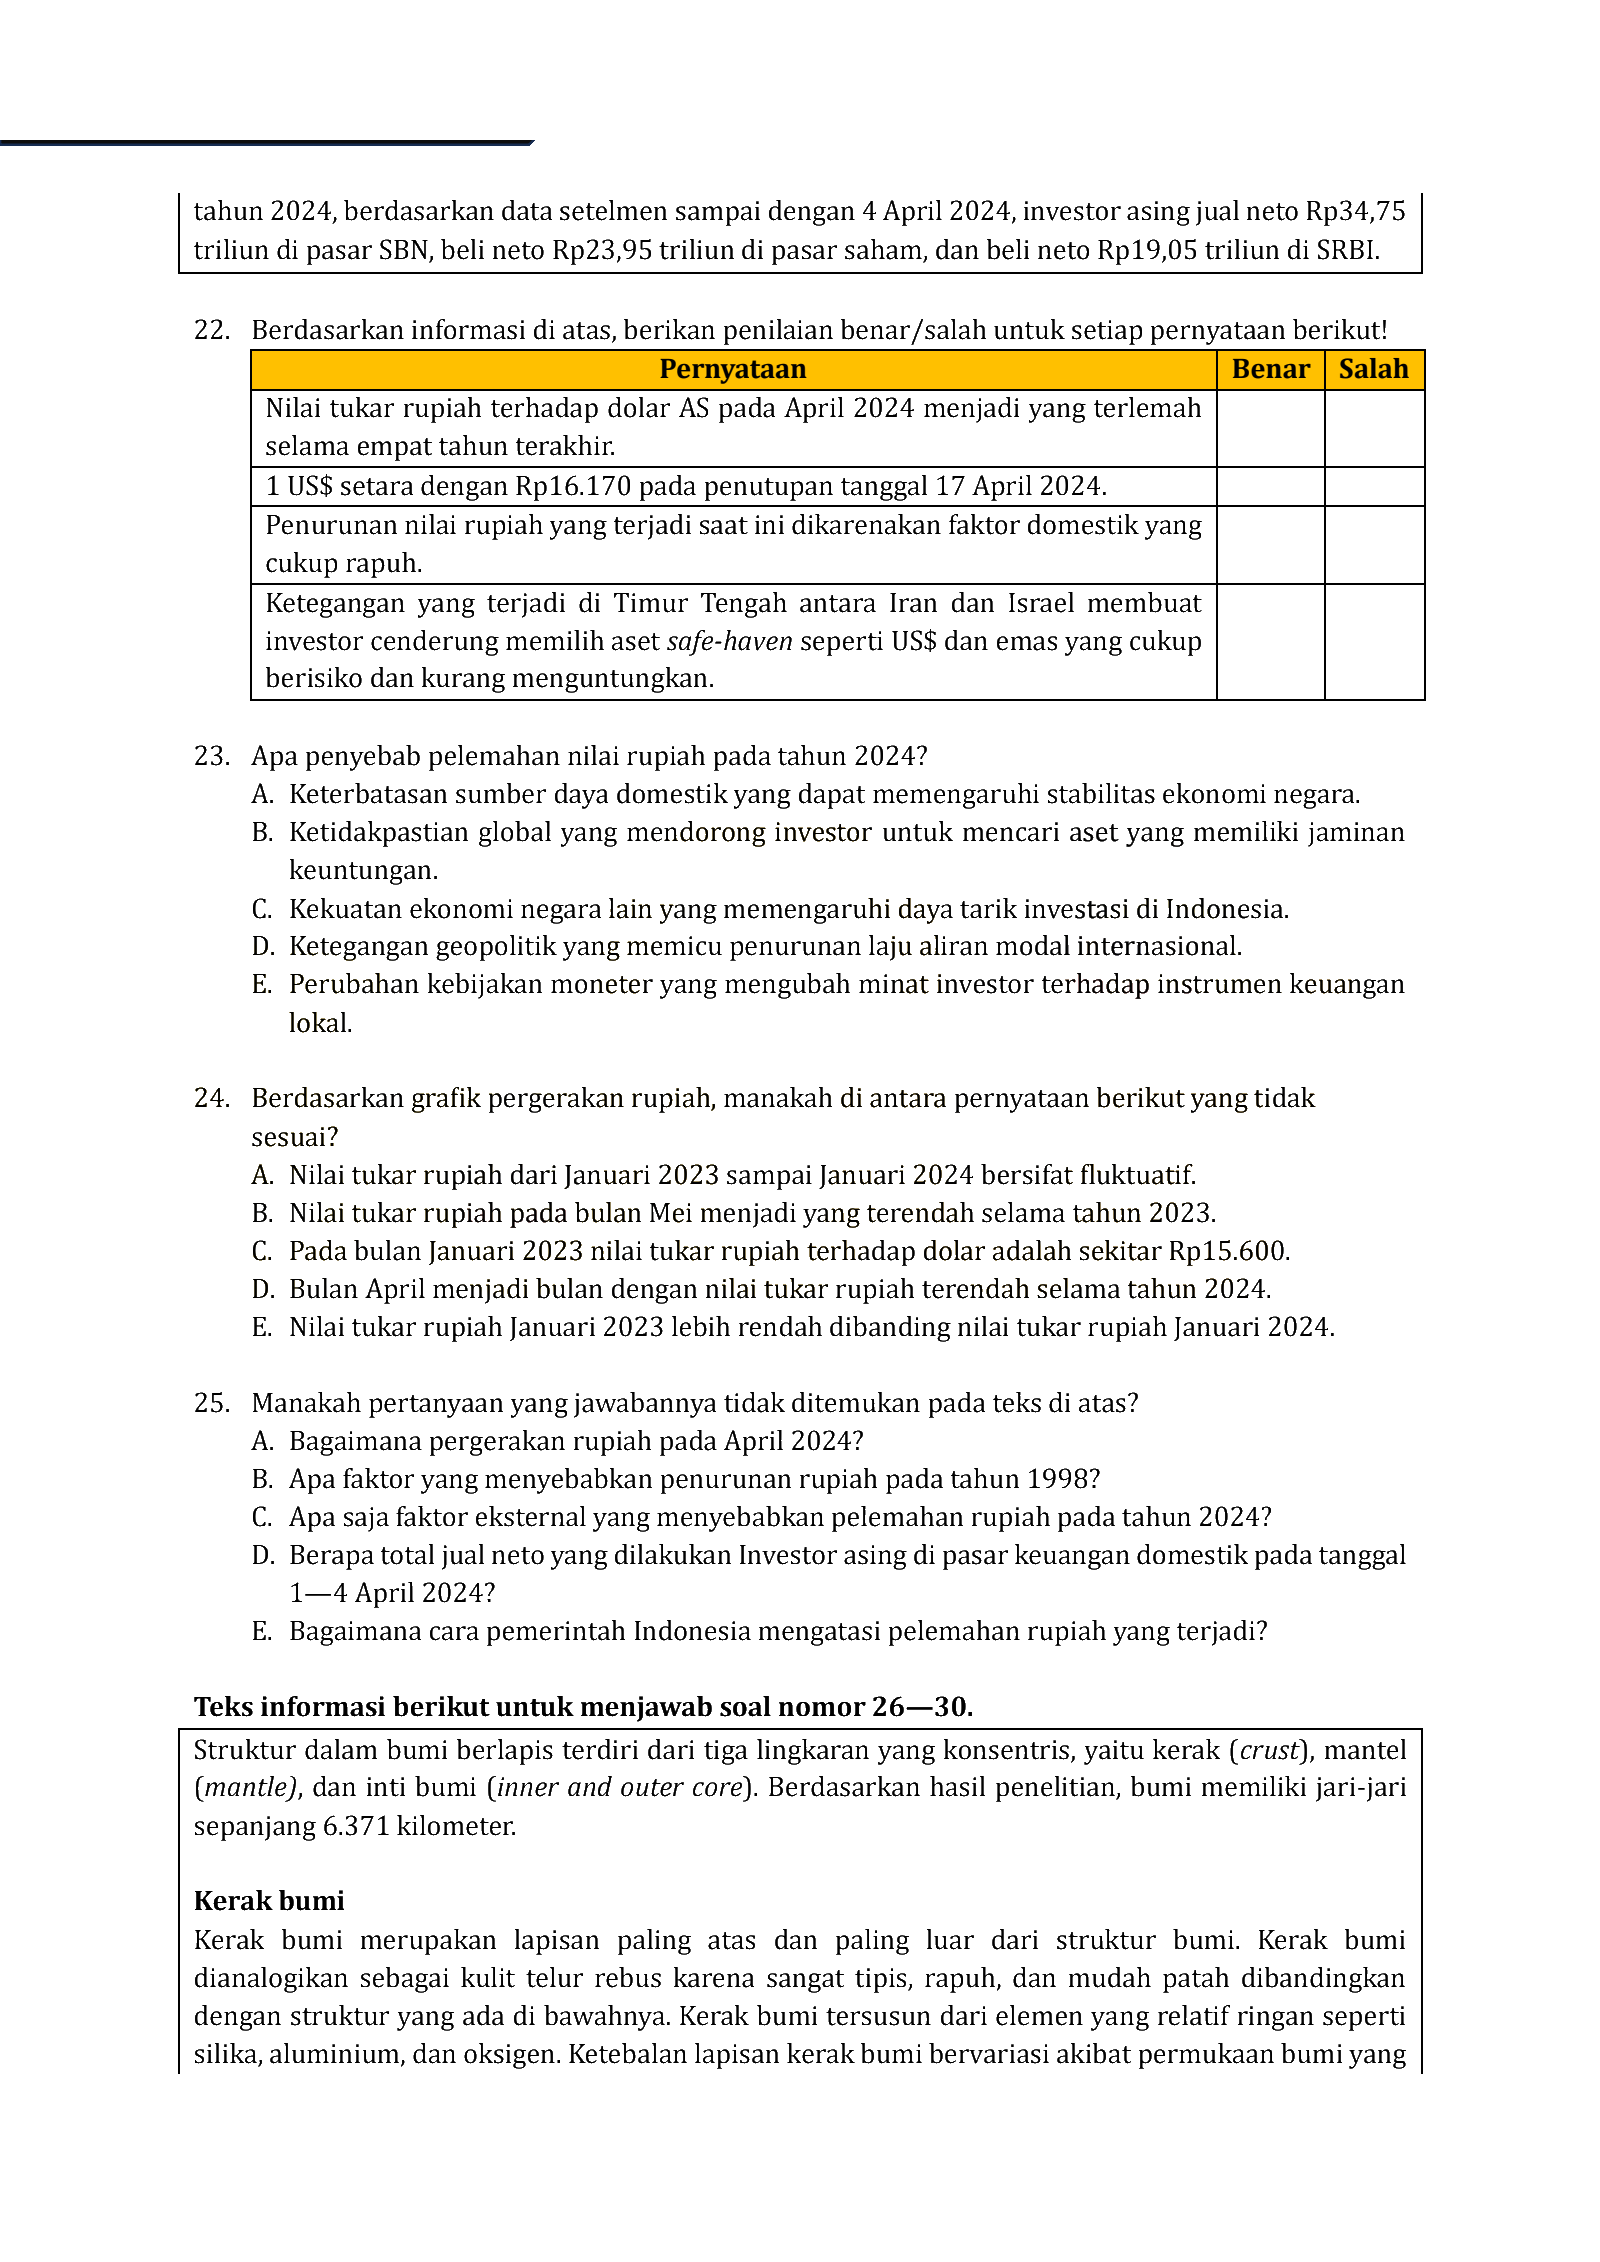 tahun 2024, berdasarkan data setelmen sampai dengan 4 April 2024, investor asing jual neto Rp34,75
triliun di pasar SBN, beli neto Rp23,95 triliun di pasar saham, dan beli neto Rp19,05 triliun di SRBI.
22. Berdasarkan informasi di atas, berikan penilaian benar/salah untuk setiap pernyataan berikut!
Pernyataan Benar Salah
Nilai tukar rupiah terhadap dolar AS pada April 2024 menjadi yang terlemah
selama empat tahun terakhir.
1 US$ setara dengan Rp16.170 pada penutupan tanggal 17 April 2024.
Penurunan nilai rupiah yang terjadi saat ini dikarenakan faktor domestik yang
cukup rapuh.
Ketegangan yang terjadi di Timur Tengah antara Iran dan Israel membuat
investor cenderung memilih aset safe-haven seperti US$ dan emas yang cukup
berisiko dan kurang menguntungkan.
23. Apa penyebab pelemahan nilai rupiah pada tahun 2024?
A. Keterbatasan sumber daya domestik yang dapat memengaruhi stabilitas ekonomi negara.
B. Ketidakpastian global yang mendorong investor untuk mencari aset yang memiliki jaminan
keuntungan.
C. Kekuatan ekonomi negara lain yang memengaruhi daya tarik investasi di Indonesia.
D. Ketegangan geopolitik yang memicu penurunan laju aliran modal internasional.
E. Perubahan kebijakan moneter yang mengubah minat investor terhadap instrumen keuangan
lokal.
24. Berdasarkan grafik pergerakan rupiah, manakah di antara pernyataan berikut yang tidak
sesuai?
A. Nilai tukar rupiah dari Januari 2023 sampai Januari 2024 bersifat fluktuatif.
B. Nilai tukar rupiah pada bulan Mei menjadi yang terendah selama tahun 2023.
C. Pada bulan Januari 2023 nilai tukar rupiah terhadap dolar adalah sekitar Rp15.600.
D. Bulan April menjadi bulan dengan nilai tukar rupiah terendah selama tahun 2024.
E. Nilai tukar rupiah Januari 2023 lebih rendah dibanding nilai tukar rupiah Januari 2024.
25. Manakah pertanyaan yang jawabannya tidak ditemukan pada teks di atas?
A. Bagaimana pergerakan rupiah pada April 2024?
B. Apa faktor yang menyebabkan penurunan rupiah pada tahun 1998?
C. Apa saja faktor eksternal yang menyebabkan pelemahan rupiah pada tahun 2024?
D. Berapa total jual neto yang dilakukan Investor asing di pasar keuangan domestik pada tanggal
1—4 April 2024?
E. Bagaimana cara pemerintah Indonesia mengatasi pelemahan rupiah yang terjadi?
Teks informasi berikut untuk menjawab soal nomor 26—30.
Struktur dalam bumi berlapis terdiri dari tiga lingkaran yang konsentris, yaitu kerak (crust), mantel
(mantle), dan inti bumi (inner and outer core). Berdasarkan hasil penelitian, bumi memiliki jari-jari
sepanjang 6.371 kilometer.
Kerak bumi
Kerak bumi merupakan lapisan paling atas dan paling luar dari struktur bumi. Kerak bumi
dianalogikan sebagai kulit telur rebus karena sangat tipis, rapuh, dan mudah patah dibandingkan
dengan struktur yang ada di bawahnya. Kerak bumi tersusun dari elemen yang relatif ringan seperti
silika, aluminium, dan oksigen. Ketebalan lapisan kerak bumi bervariasi akibat permukaan bumi yang